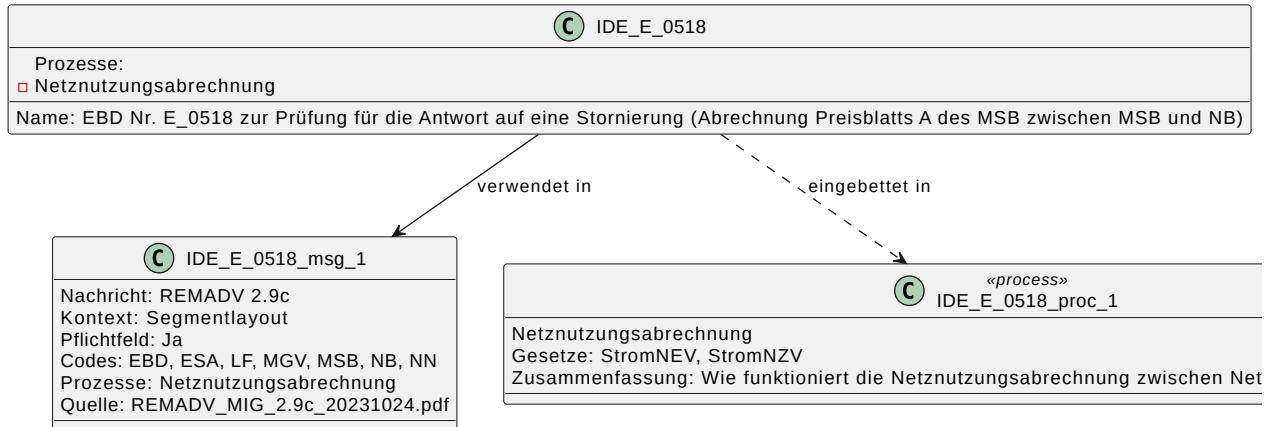 C IDE_E_0518
Prozesse:
Netznutzungsabrechnung
Name: EBD Nr. E_0518 zur Prüfung für die Antwort auf eine Stornierung (Abrechnung Preisblatts A des MSB zwischen MSB und NB)
verwendet in
eingebettet in
C IDE_E_0518_msg_1
Nachricht: REMADV 2.9c
Kontext: Segmentlayout
Pflichtfeld: Ja
Codes: EBD, ESA, LF, MGV, MSB, NB, NN
Prozesse: Netznutzungsabrechnung
Quelle: REMADV_MIG_2.9c_20231024.pdf
«process»
C IDE_E_0518_proc_1
Netznutzungsabrechnung
Gesetze: StromNEV, StromNZV
Zusammenfassung: Wie funktioniert die Netznutzungsabrechnung zwischen Net